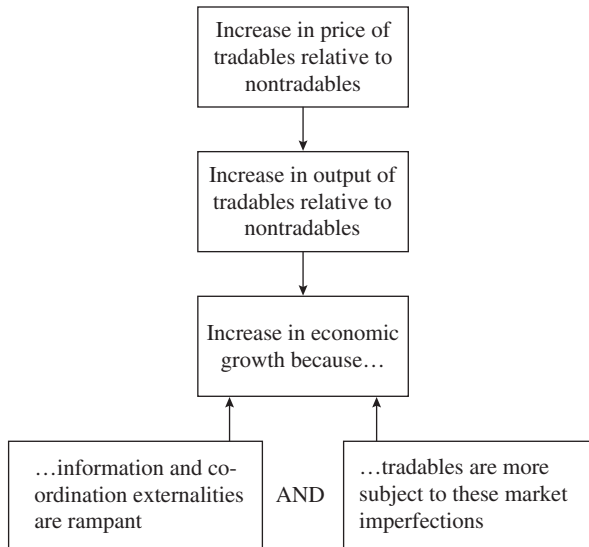 Increase in price of
tradables relative to
nontradables
Increase in output of
tradables relative to
nontradables
Increase in economic
growth because…
…information and co-
ordination externalities
are rampant
AND
…tradables are more
subject to these market
imperfections